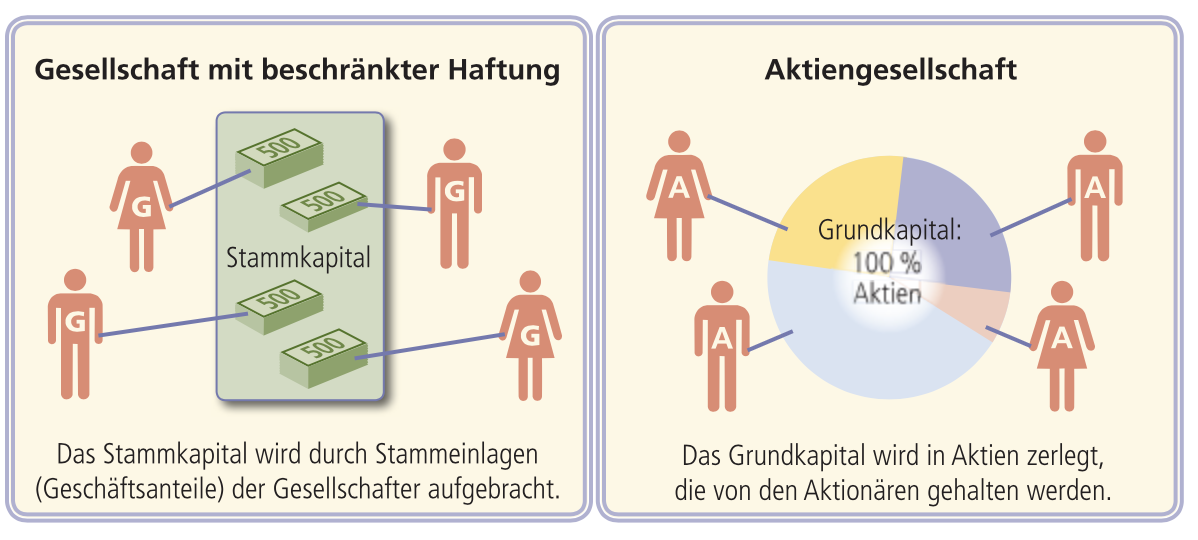 Gesellschaft mit beschränkter Haftung
500
G
500
G
Stammkapital
G
500
500
G
Das Stammkapital wird durch Stammeinlagen
(Geschäftsanteile) der Gesellschafter aufgebracht.
Aktiengesellschaft
A
A
Grundkapital:
100 %
Aktien
A
A
Das Grundkapital wird in Aktien zerlegt,
die von den Aktionären gehalten werden.